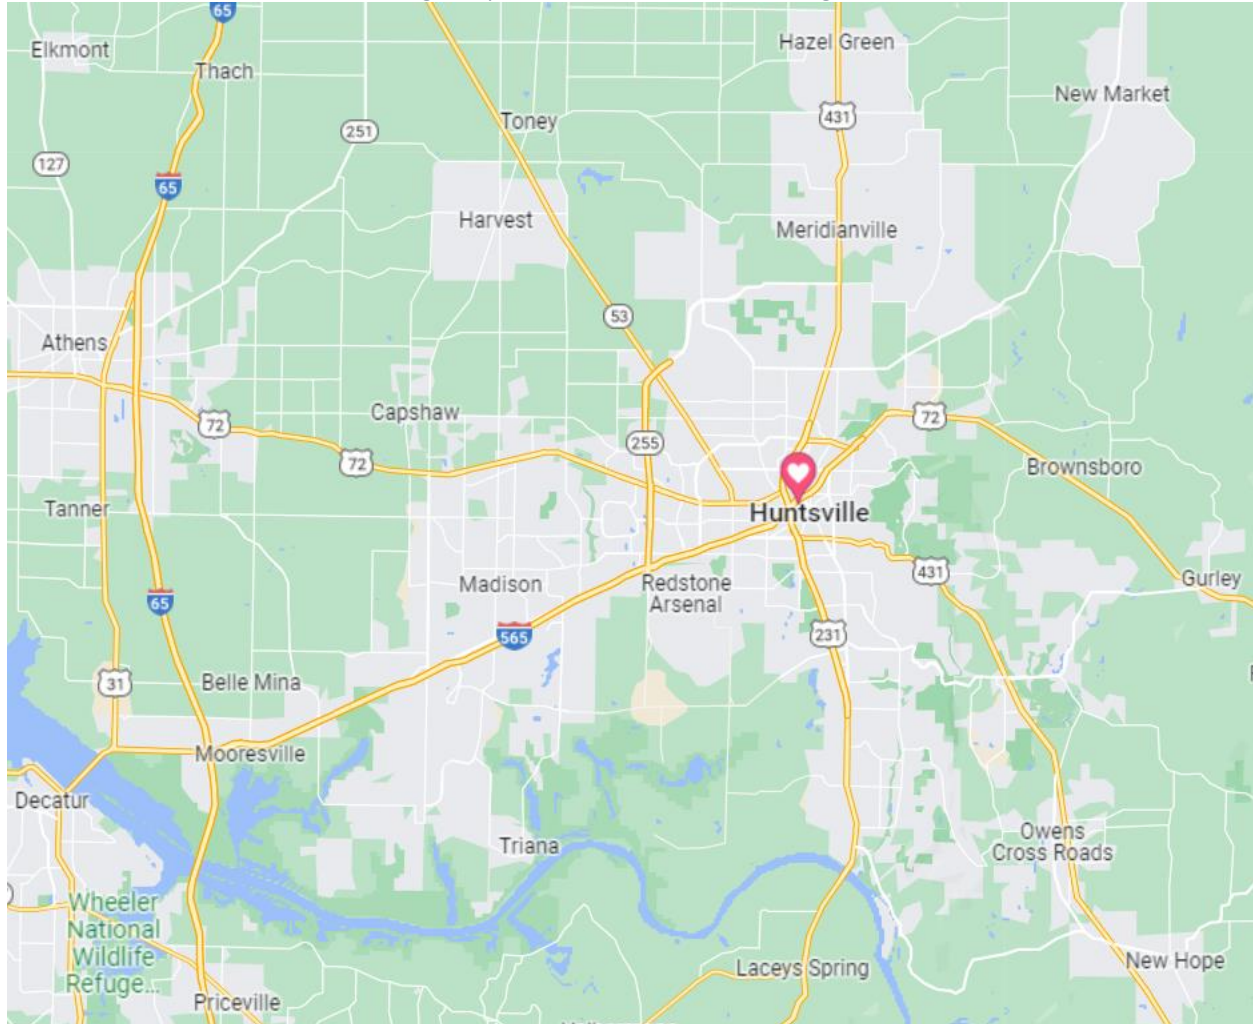 65
Elkmont
Thach
Hazel Green
New Market
431
Toney
251
127
65
Harvest
Meridianville
53
Athens
Capshaw
72
72
255
72
Brownsboro
Tanner
Huntsville
Madison
Redstone
Arsenal
431
Gurley
65
565
231
31
Belle Mina
Mooresville
Decatur
Triana
Owens
Cross Roads
Wheeler
National
Wildlife
Refuge...
Laceys Spring
New Hope
Priceville